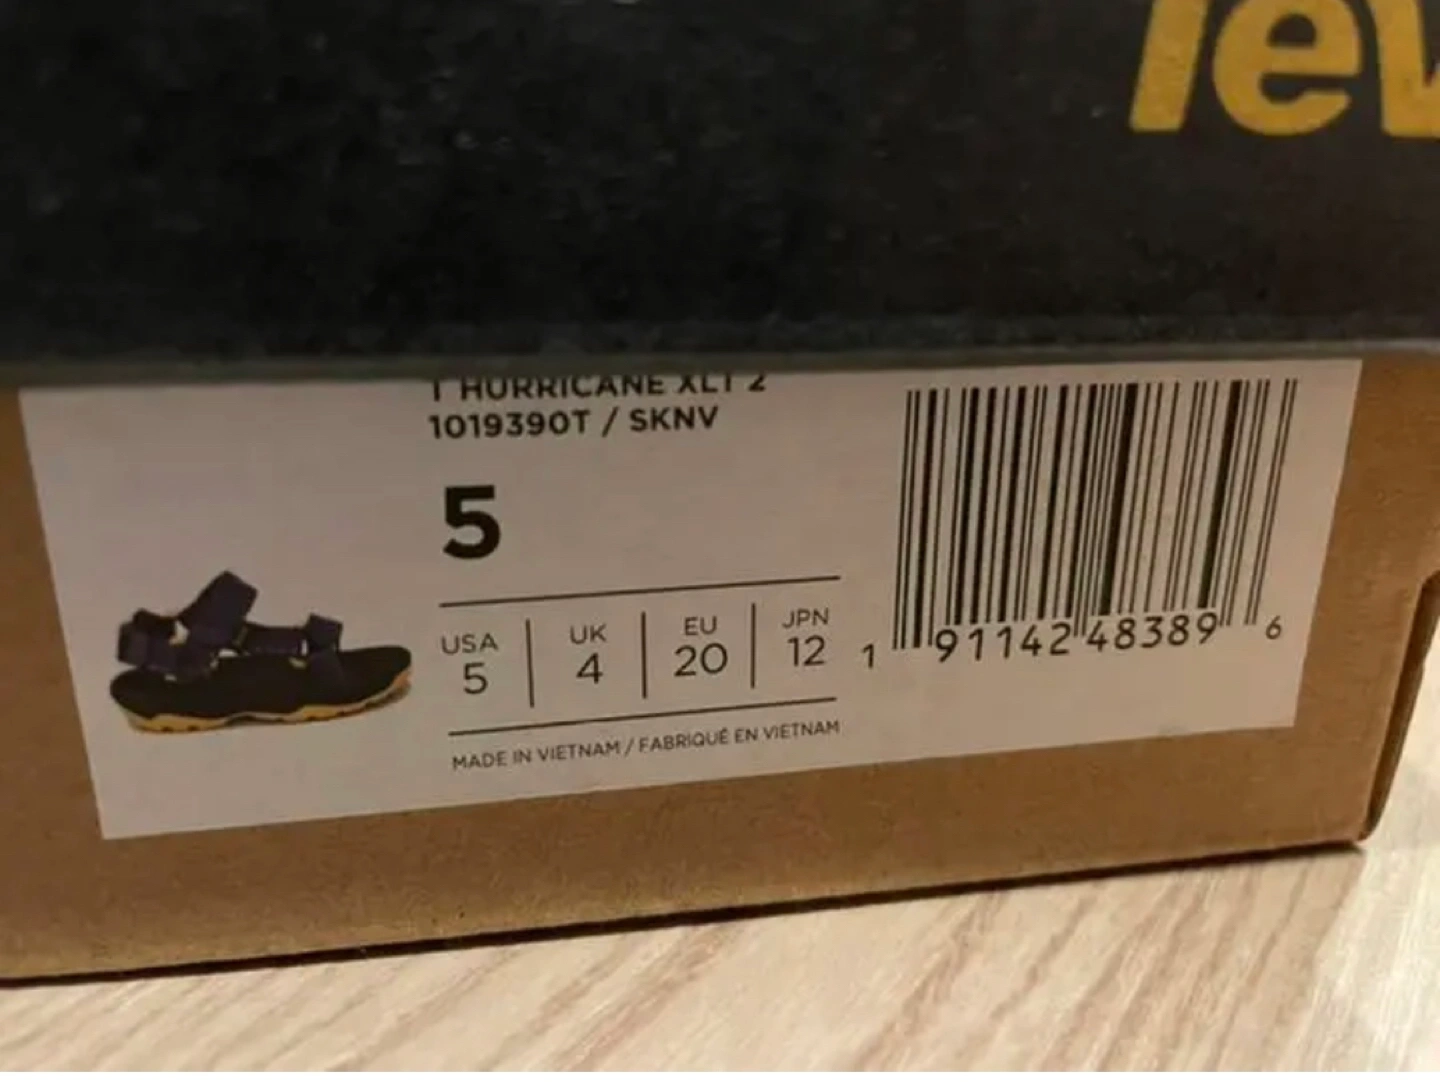 Tev
T HURRICANE XLT 2
1019390T / SKNV
5
USA UK EU JPN
5 4 20 12
MADE IN VIETNAM / FABRIQUÉ EN VIETNAM
1 91142 48389 6